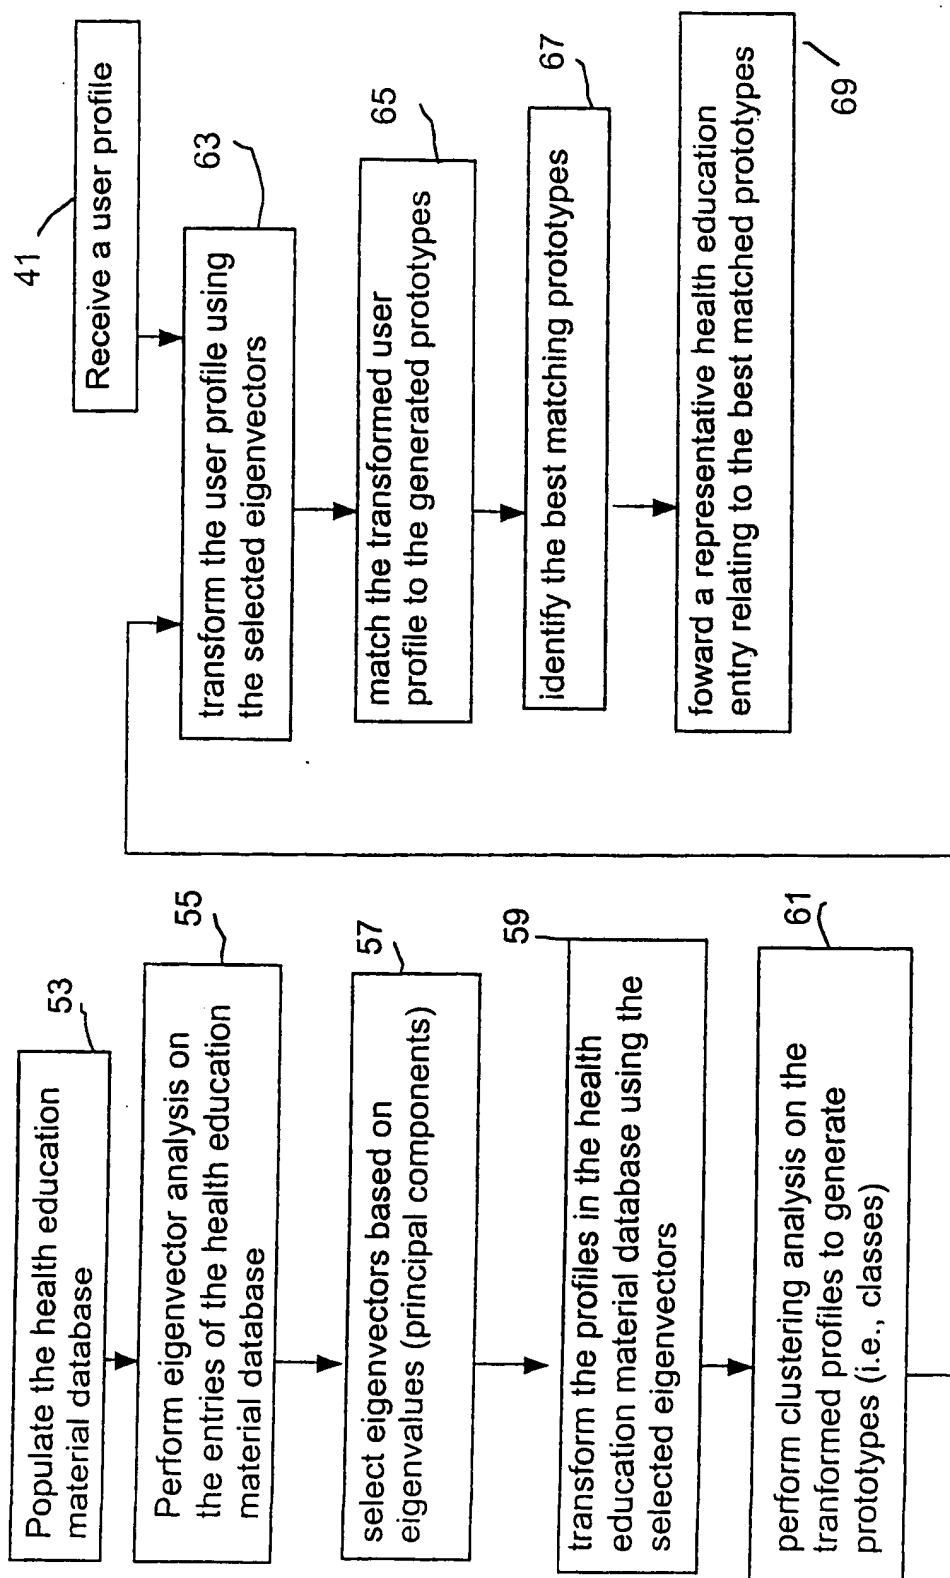 53
Populate the health education
material database
55
Perform eigenvector analysis on
the entries of the health education
material database
57
select eigenvectors based on
eigenvalues (principal components)
59
transform the profiles in the health
education material database using the
selected eigenvectors
61
perform clustering analysis on the
tranformed profiles to generate
prototypes (i.e., classes)
41
Receive a user profile
63
transform the user profile using
the selected eigenvectors
65
match the transformed user
profile to the generated prototypes
67
identify the best matching prototypes
foward a representative health education
entry relating to the best matched prototypes
69